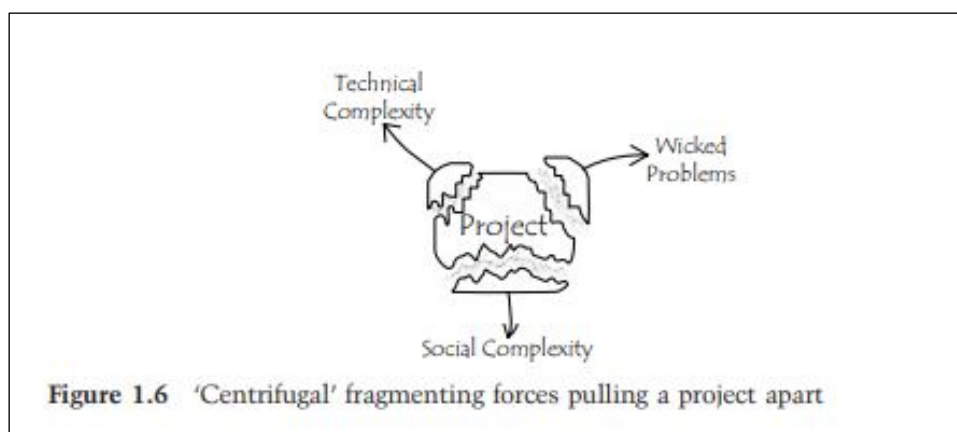 Technical
Complexity
Wicked
Problems
Project
Social Complexity
Figure 1.6 'Centrifugal' fragmenting forces pulling a project apart